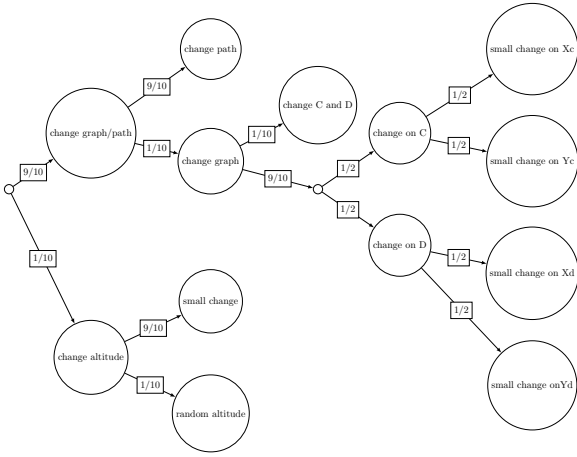 small change on Xc
change path
9/10
1/2
change C and D
change graph/path
1/10
change on C
1/10
1/2
change graph
small change on Yc
9/10
1/2
9/10
1/2
change on D
1/10
1/2
small change on Xd
small change
1/2
9/10
change altitude
1/10
small change onYd
random altitude